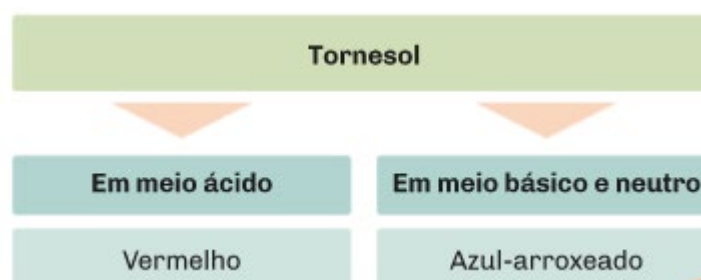 Tornesol
Em meio ácido
Em meio básico e neutro
Vermelho
Azul-arroxeado